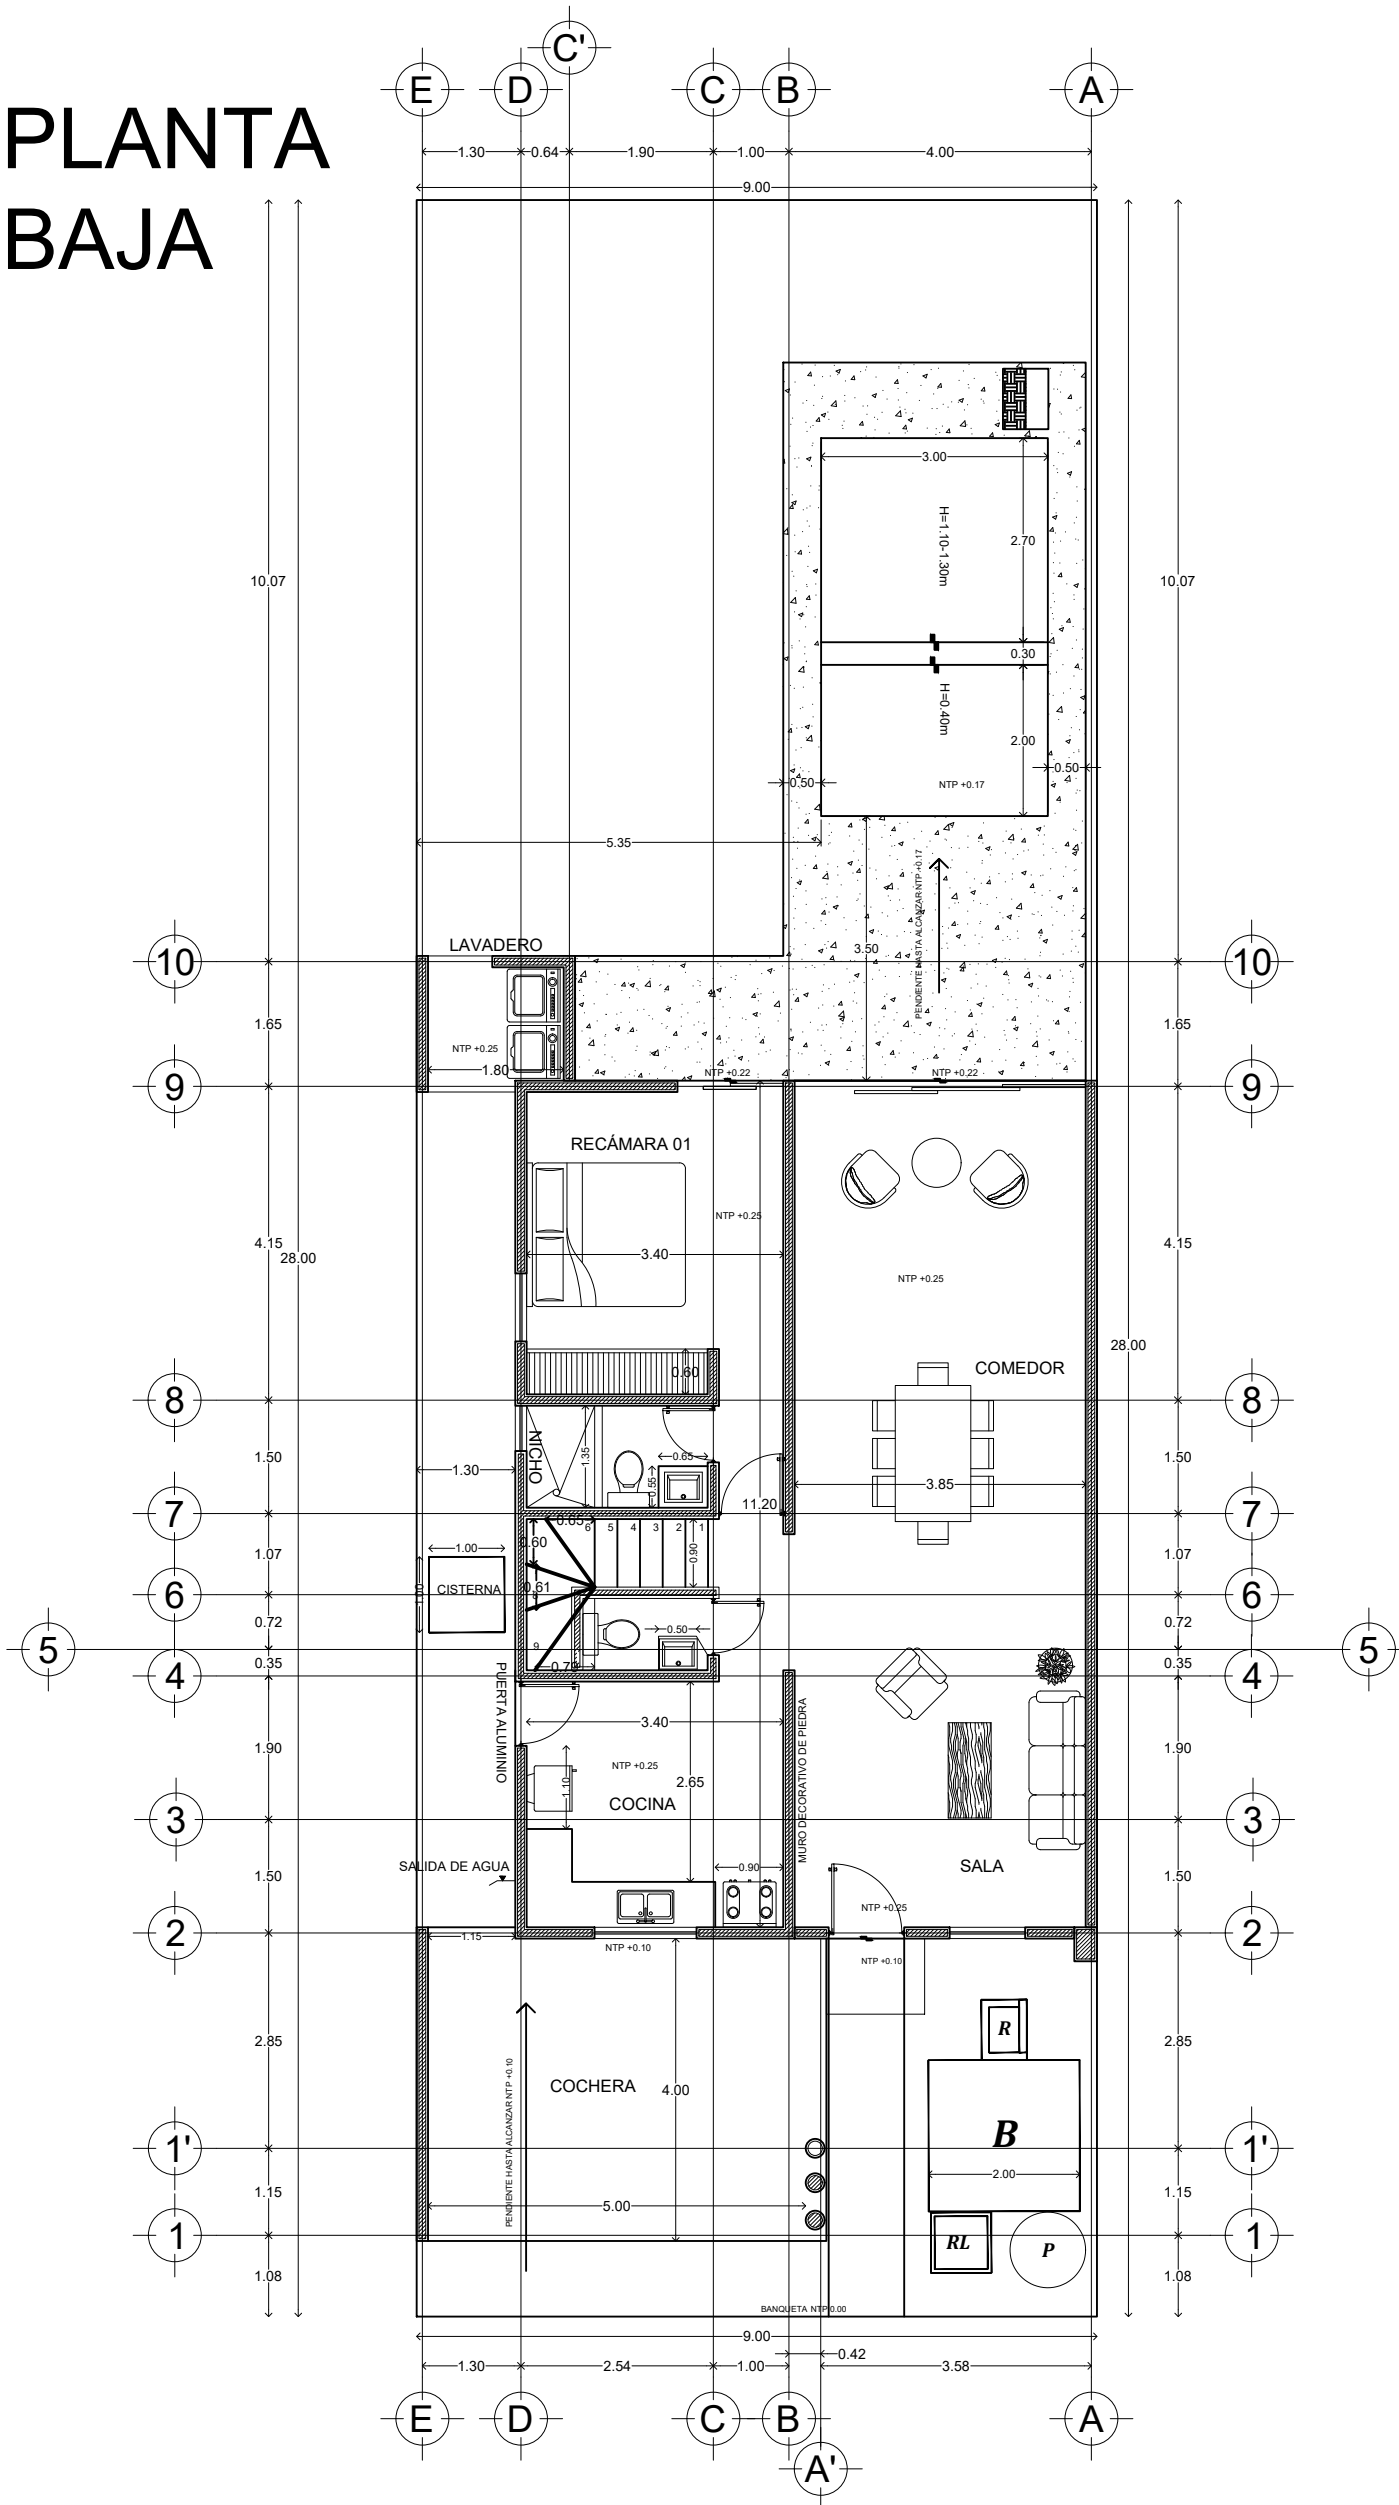 C'
E D C B A
PLANTA
BAJA
1.30 0.64 1.90 1.00 4.00
9.00
3.00
H=1.10-1.30m
2.70
10.07 10.07
0.30
H=0.40m
2.00
0.50 0.50
NTP +0.17
5.35
PENDIENTE HASTA ALCANZAR NTP +0.17
3.50
LAVADERO
10 10
1.65 1.65
NTP +0.25
1.80
NTP +0.22 NTP +0.22
9 9
RECÁMARA 01
NTP +0.25
4.15 3.40 4.15
28.00
NTP +0.25
28.00
COMEDOR
0.60
8 8
NICHO
1.35
1.50 0.65 1.50
1.30
0.55
3.85
11.20
7 7
0.65 6 5 4 3 2 1
0.60
0.90
1.07 1.00 1.07
0.61
CISTERNA
1.00
6 6
0.72 0.50 0.72
9
5 5
0.35 0.35
0.70
4 4
PUERTA ALUMINIO
3.40
MURO DECORATIVO DE PIEDRA
1.90 1.90
NTP +0.25
2.65
1.10
COCINA
3 3
SALIDA DE AGUA
0.90
SALA
1.50 1.50
NTP +0.25
2 2
1.15
NTP +0.10
NTP +0.10
R
2.85 2.85
PENDIENTE HASTA ALCANZAR NTP +0.10
COCHERA
4.00
B
1' 1'
2.00
1.15 1.15
5.00
1 1
RL P
1.08 1.08
BANQUETA NTP 0.00
9.00
0.42
1.30 2.54 1.00 3.58
E D C B A
A'